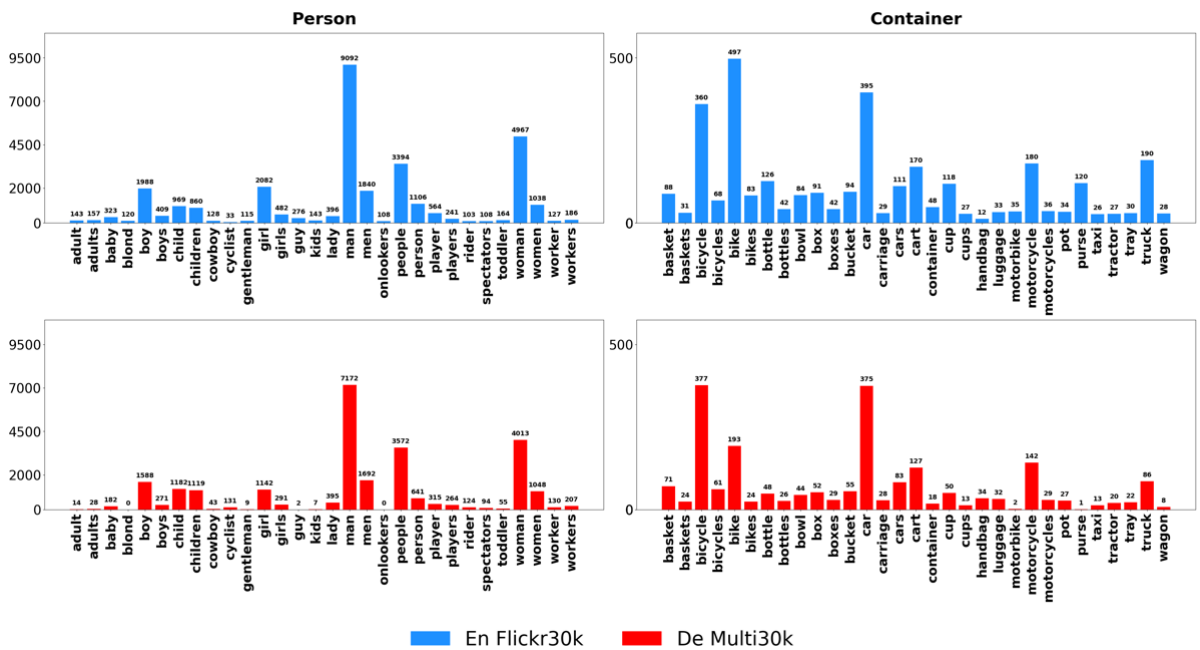 Person
9500
7000
4500
2000
0
143 157 323 120 1988 409 969 860 128 33 115 2082 482 276 143 396 9092 1840 108 3394 1106 564 241 103 108 164 4967 1038 127 186
adult adults baby blond boy boys child children cowboy cyclist gentleman girl girls guy kids lady man men onlookers people person player players rider spectators toddler woman women worker workers
Container
500
0
88 31 360 68 497 83 126 42 84 91 42 94 395 29 111 170 48 118 27 12 33 35 180 36 34 120 26 27 30 190 28
basket baskets bicycle bicycles bike bikes bottle bottles bowl box boxes bucket car carriage cars cart container cup cups handbag luggage motorbike motorcycle motorcycles pot purse taxi tractor tray truck wagon
9500
7000
4500
2000
0
14 28 182 0 1588 271 1182 1119 43 131 9 1142 291 2 7 395 7172 1692 0 3572 641 315 264 124 94 55 4013 1048 130 207
adult adults baby blond boy boys child children cowboy cyclist gentleman girl girls guy kids lady man men onlookers people person player players rider spectators toddler woman women worker workers
500
0
71 24 377 61 193 24 48 26 44 52 29 55 375 28 83 127 18 50 13 34 32 2 142 29 27 1 13 20 22 86 8
basket baskets bicycle bicycles bike bikes bottle bottles bowl box boxes bucket car carriage cars cart container cup cups handbag luggage motorbike motorcycle motorcycles pot purse taxi tractor tray truck wagon
En Flickr30k
De Multi30k